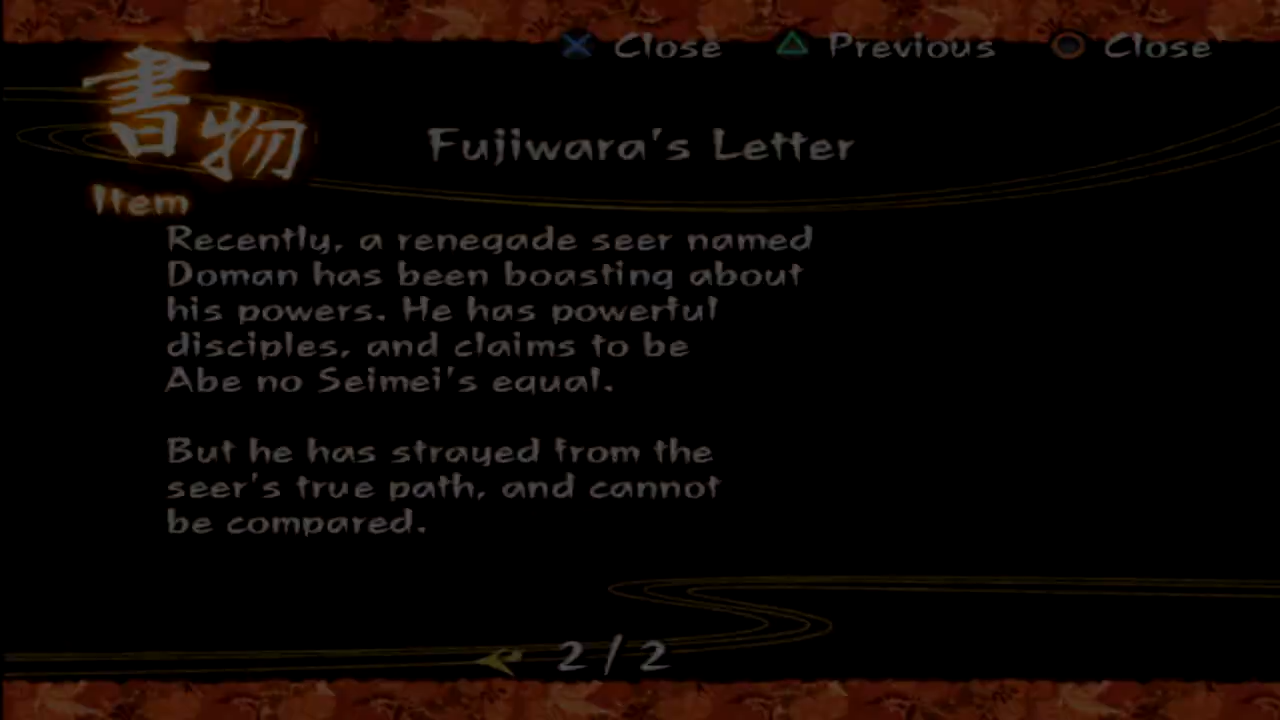 Close Previous Close
書物
Item
Fujiwara's Letter
Recently, a renegade seer named
Doman has been boasting about
his powers. He has powerful
disciples, and claims to be
Abe no Seimei's equal.
But he has strayed from the
seer's true path, and cannot
be compared.
2/2